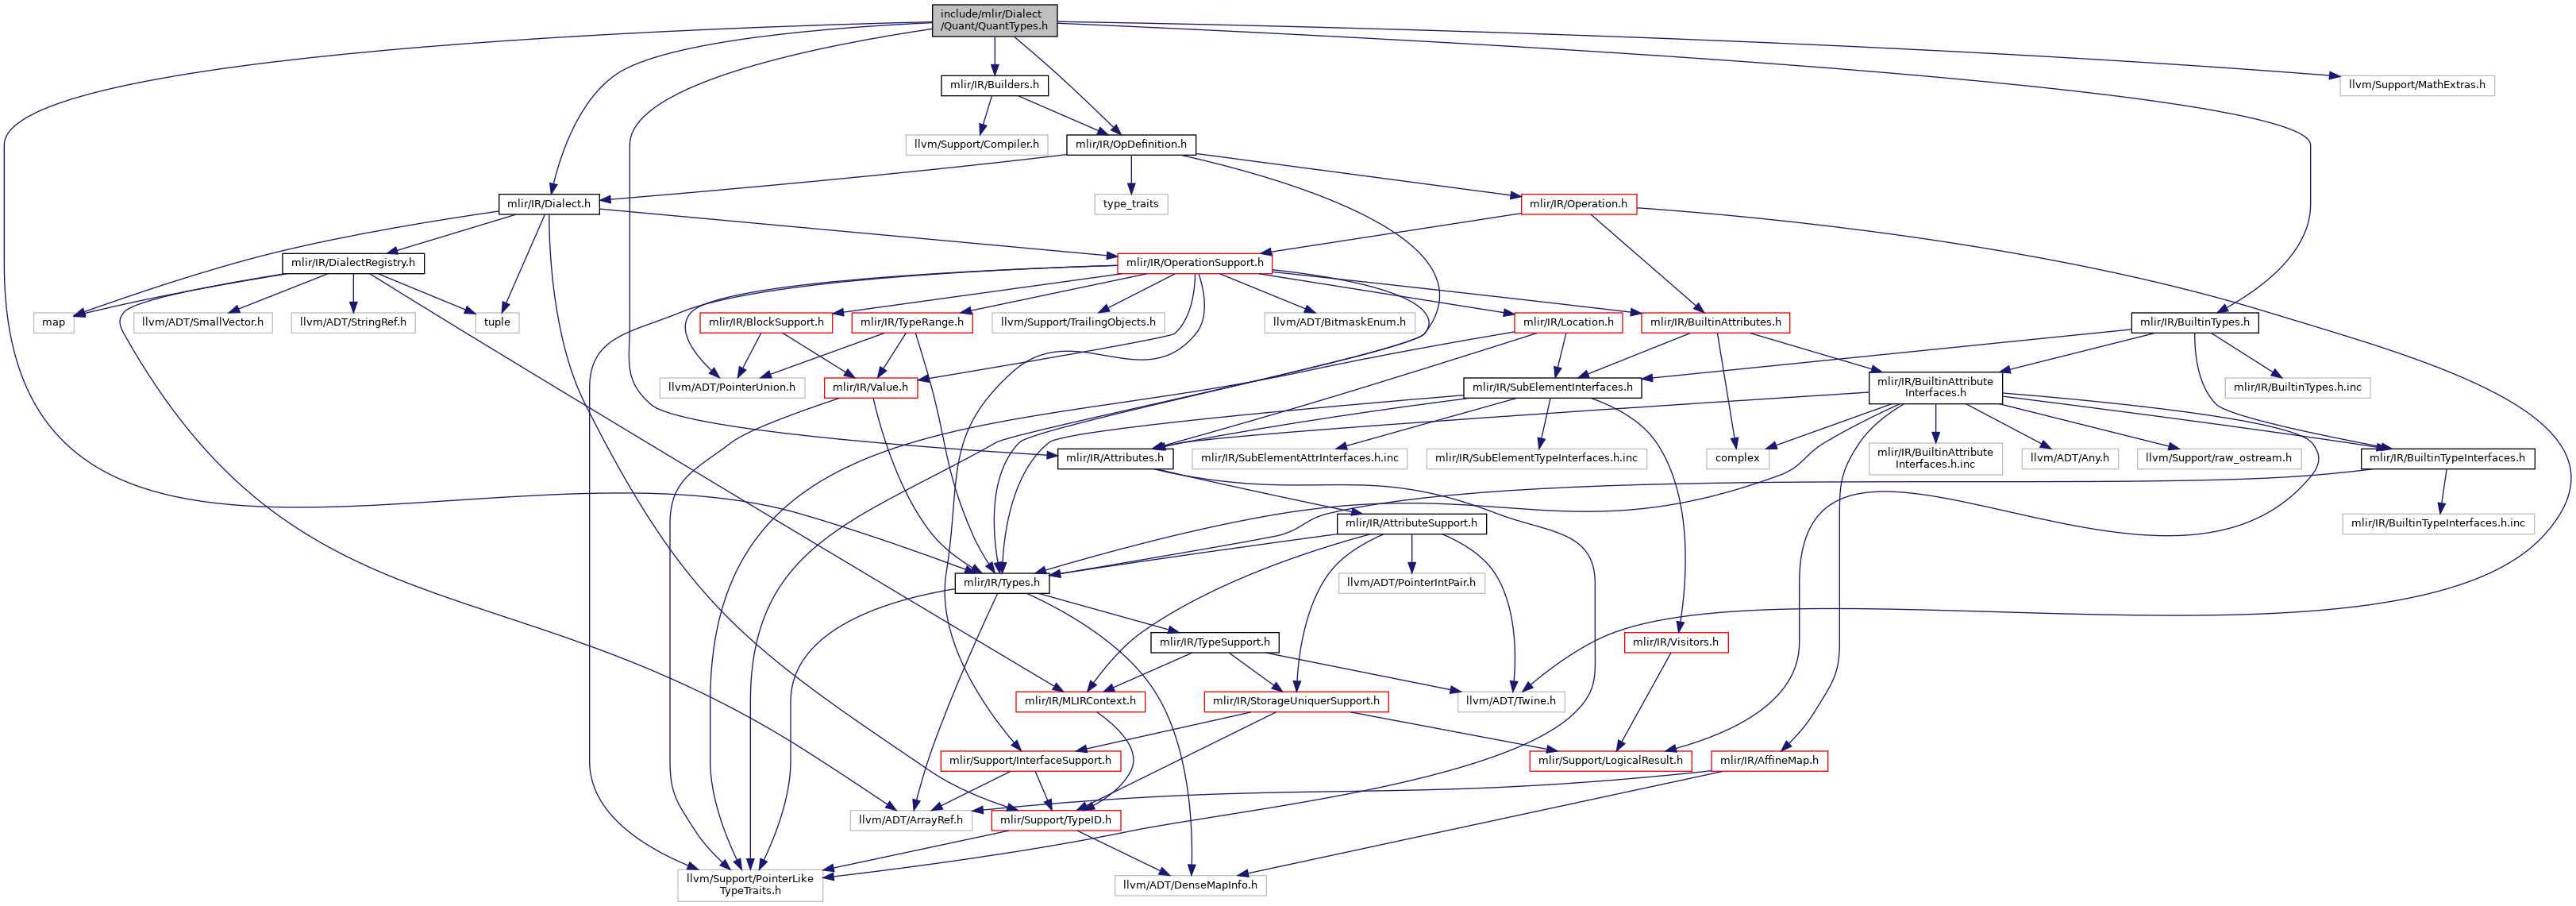 include/mlir/Dialect
/Quant/QuantTypes.h
mlir/IR/Builders.h
llvm/Support/MathExtras.h
llvm/Support/Compiler.h
mlir/IR/OpDefinition.h
mlir/IR/Dialect.h
type_traits
mlir/IR/Operation.h
mlir/IR/DialectRegistry.h
mlir/IR/OperationSupport.h
map
llvm/ADT/SmallVector.h
llvm/ADT/StringRef.h
tuple
mlir/IR/BlockSupport.h
mlir/IR/TypeRange.h
llvm/Support/TrailingObjects.h
llvm/ADT/BitmaskEnum.h
mlir/IR/Location.h
mlir/IR/BuiltinAttributes.h
mlir/IR/BuiltinTypes.h
llvm/ADT/PointerUnion.h
mlir/IR/Value.h
mlir/IR/SubElementInterfaces.h
mlir/IR/BuiltinAttribute
Interfaces.h
mlir/IR/BuiltinTypes.h.inc
mlir/IR/Attributes.h
mlir/IR/SubElementAttrInterfaces.h.inc
mlir/IR/SubElementTypeInterfaces.h.inc
complex
mlir/IR/BuiltinAttribute
Interfaces.h.inc
llvm/ADT/Any.h
llvm/Support/raw_ostream.h
mlir/IR/BuiltinTypeInterfaces.h
mlir/IR/AttributeSupport.h
mlir/IR/BuiltinTypeInterfaces.h.inc
mlir/IR/Types.h
llvm/ADT/PointerIntPair.h
mlir/IR/TypeSupport.h
mlir/IR/Visitors.h
mlir/IR/MLIRContext.h
mlir/IR/StorageUniquerSupport.h
llvm/ADT/Twine.h
mlir/Support/InterfaceSupport.h
mlir/Support/LogicalResult.h
mlir/IR/AffineMap.h
llvm/ADT/ArrayRef.h
mlir/Support/TypeID.h
llvm/Support/PointerLike
TypeTraits.h
llvm/ADT/DenseMapInfo.h